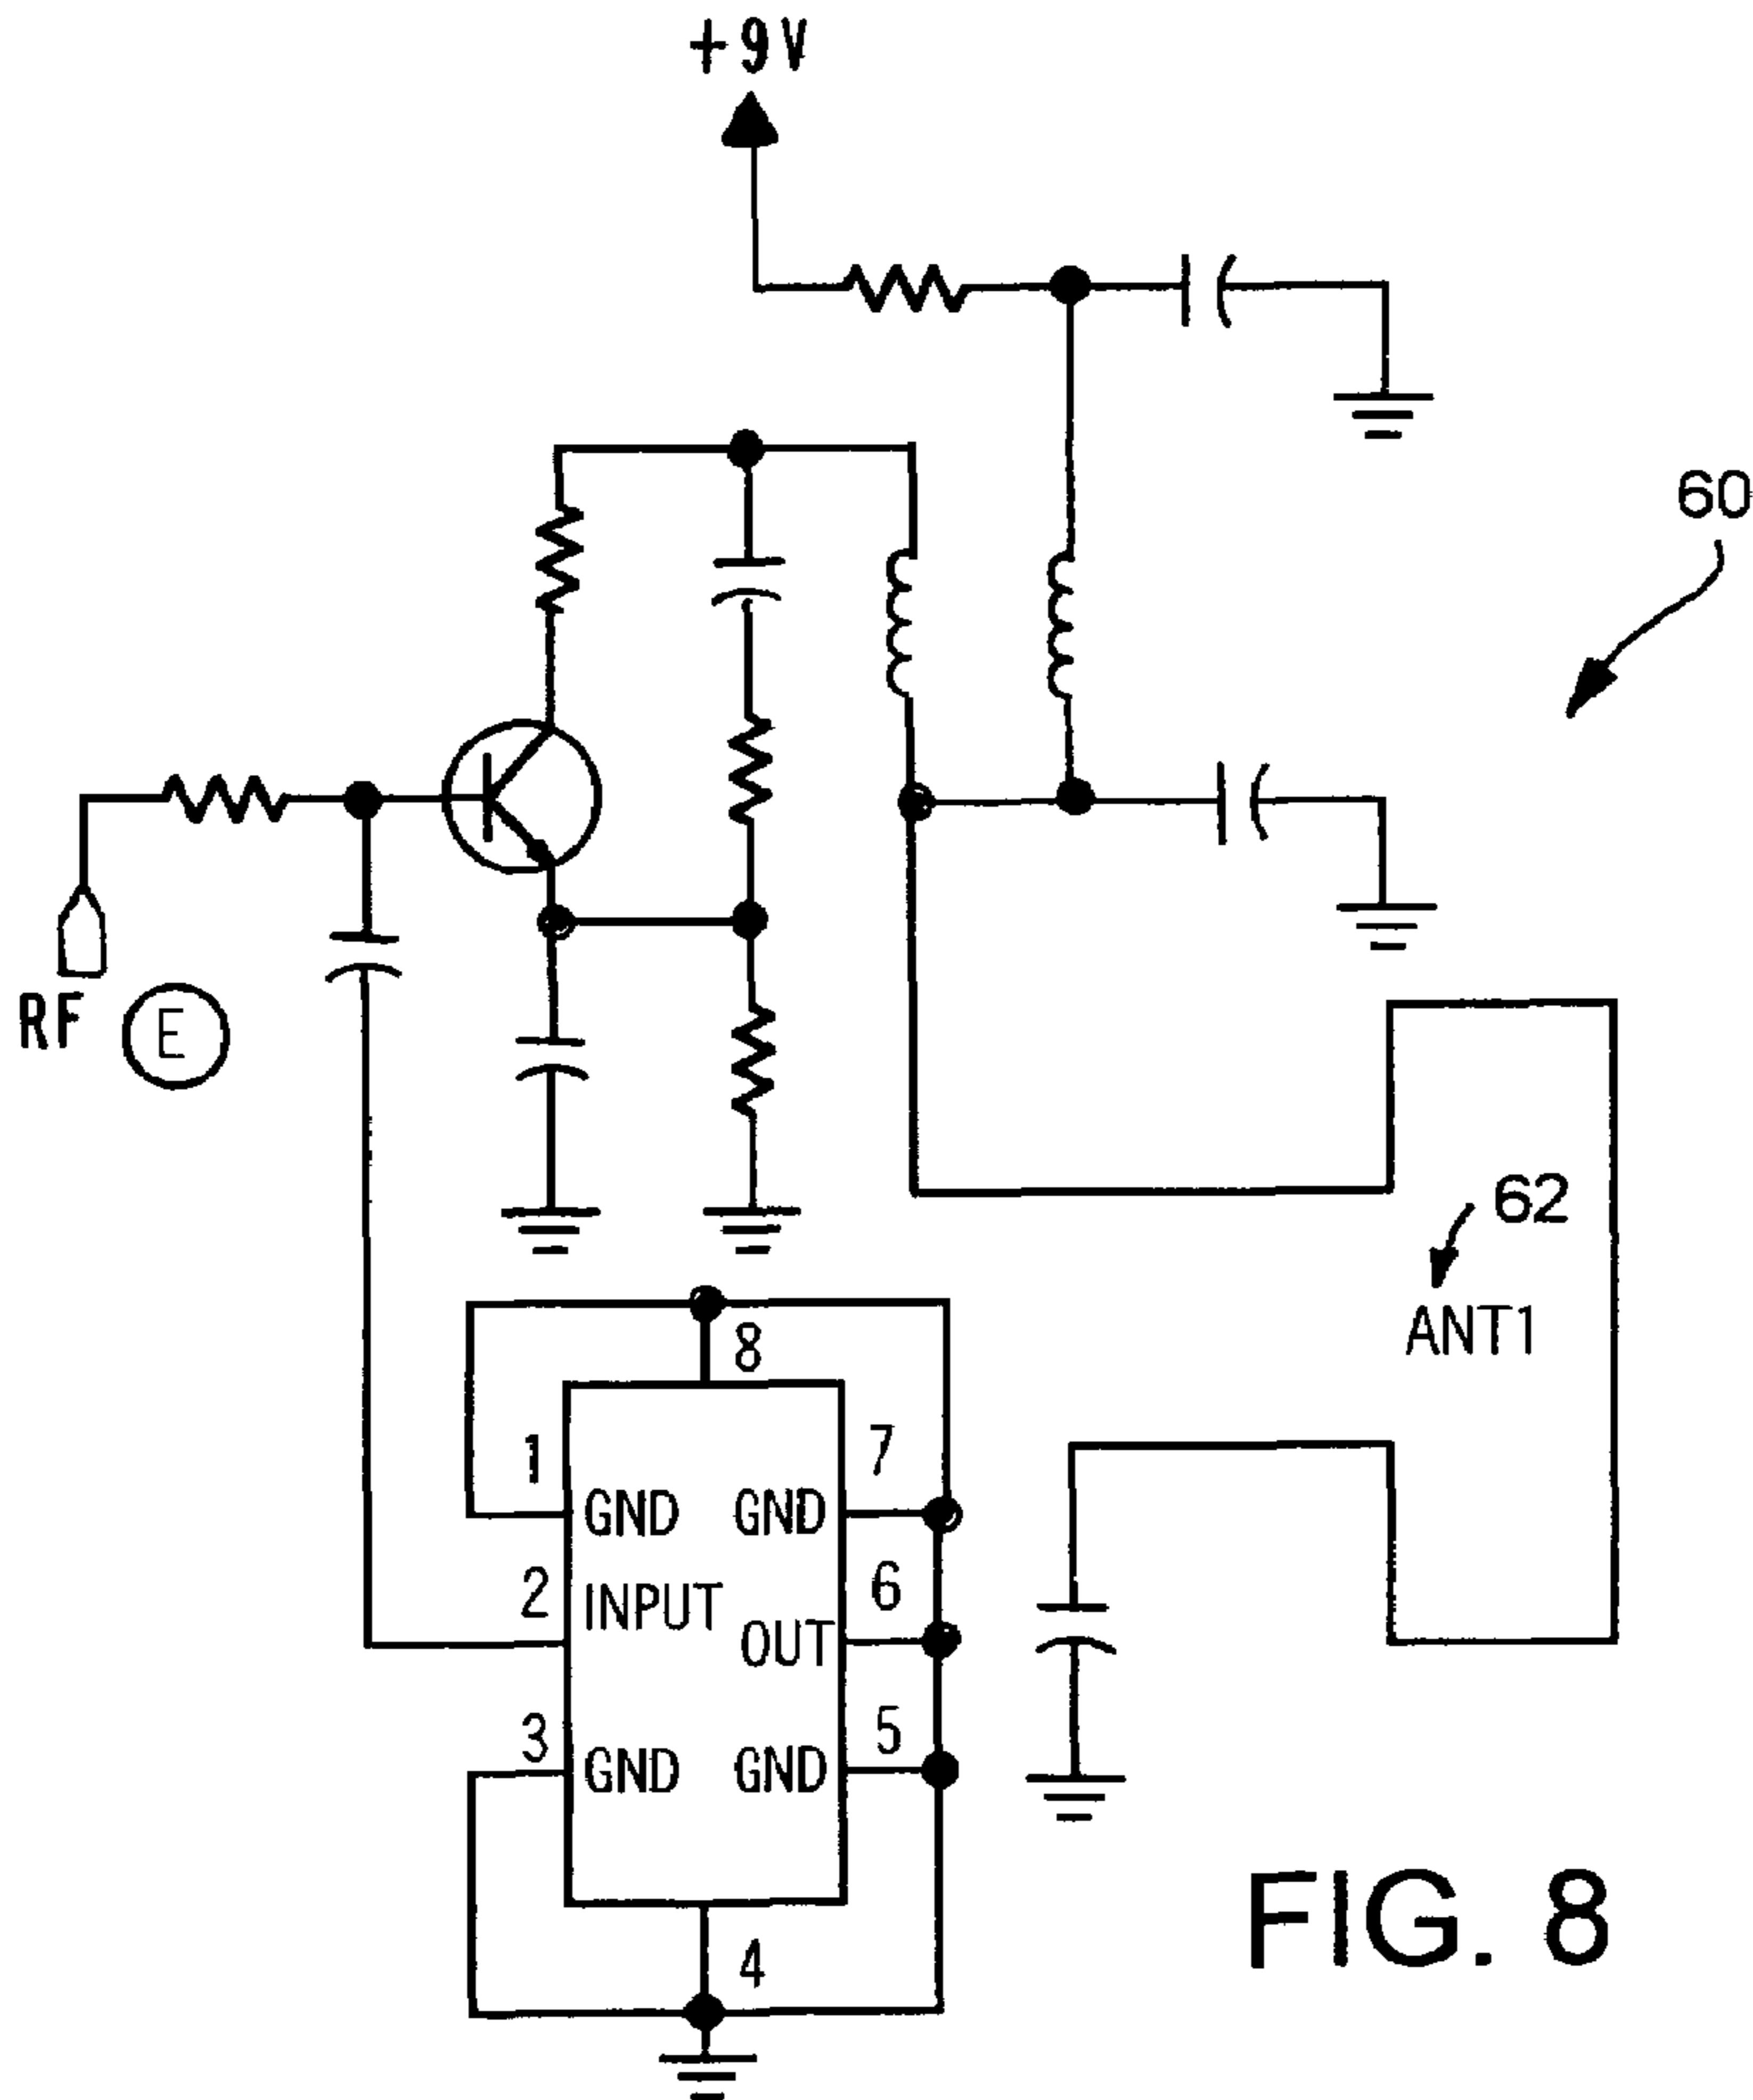 +9V
60
RF E
62
ANT1
8
1 7
GND GND
2 6
INPUT
OUT
3 5
GND GND
4
FIG. 8